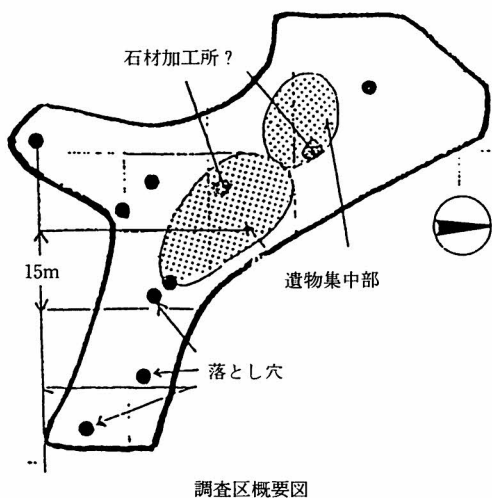 石材加工所？
15m
遺物集中部
落とし穴
調査区概要図